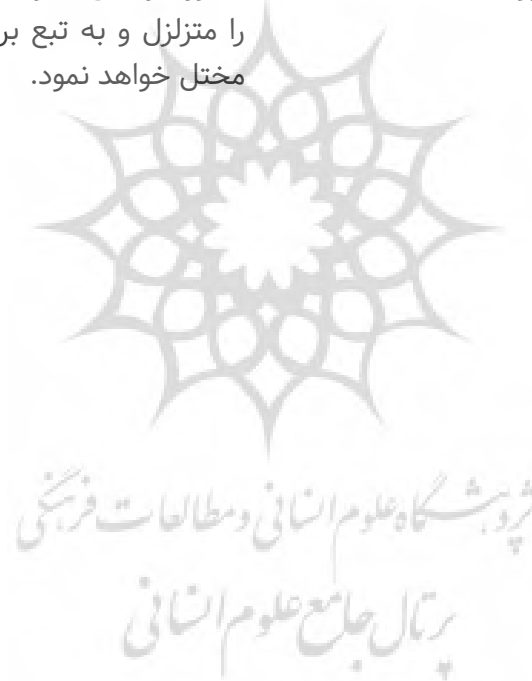 را متزلزل و به تبع بر
مختل خواهد نمود.
پژوهشگاه علوم انسانی و مطالعات فرهنگی
پرتال جامع علوم انسانی